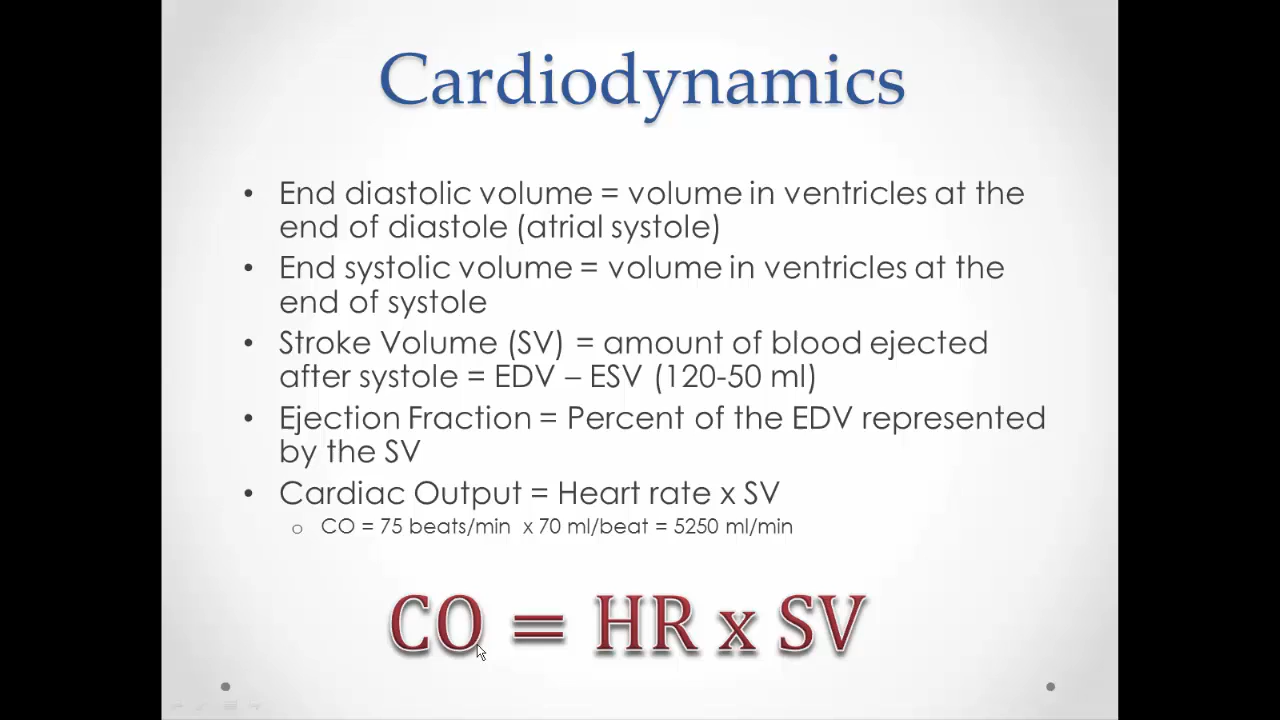 Cardiodynamics
• End diastolic volume = volume in ventricles at the
end of diastole (atrial systole)
• End systolic volume = volume in ventricles at the
end of systole
• Stroke Volume (SV) = amount of blood ejected
after systole = EDV – ESV (120-50 ml)
• Ejection Fraction = Percent of the EDV represented
by the SV
• Cardiac Output = Heart rate x SV
o CO = 75 beats/min x 70 ml/beat = 5250 ml/min
CO = HR x SV